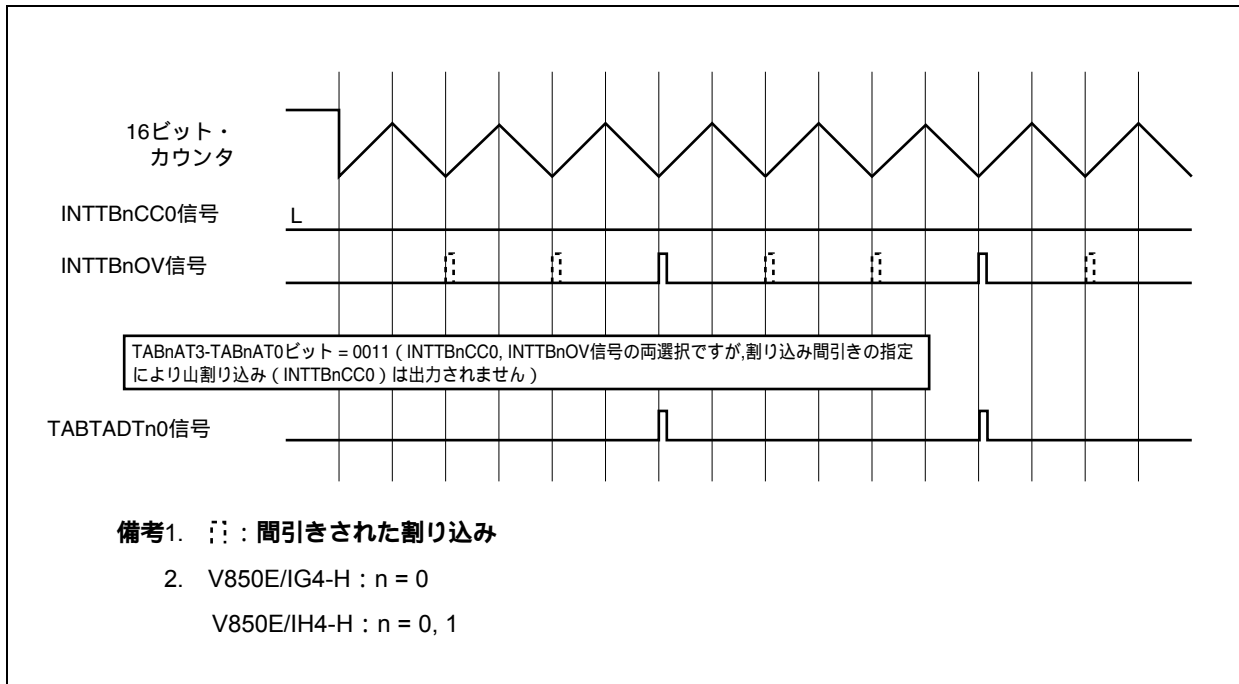 16ビット・
カウンタ
INTTBnCC0信号
L
INTTBnOV信号
TABnAT3-TABnAT0ビット = 0011（INTTBnCC0, INTTBnOV信号の両選択ですが,割り込み間引きの指定
により山割り込み（INTTBnCC0）は出力されません）
TABTADTn0信号
備考1. ：間引きされた割り込み
2. V850E/IG4-H：n = 0
V850E/IH4-H：n = 0, 1